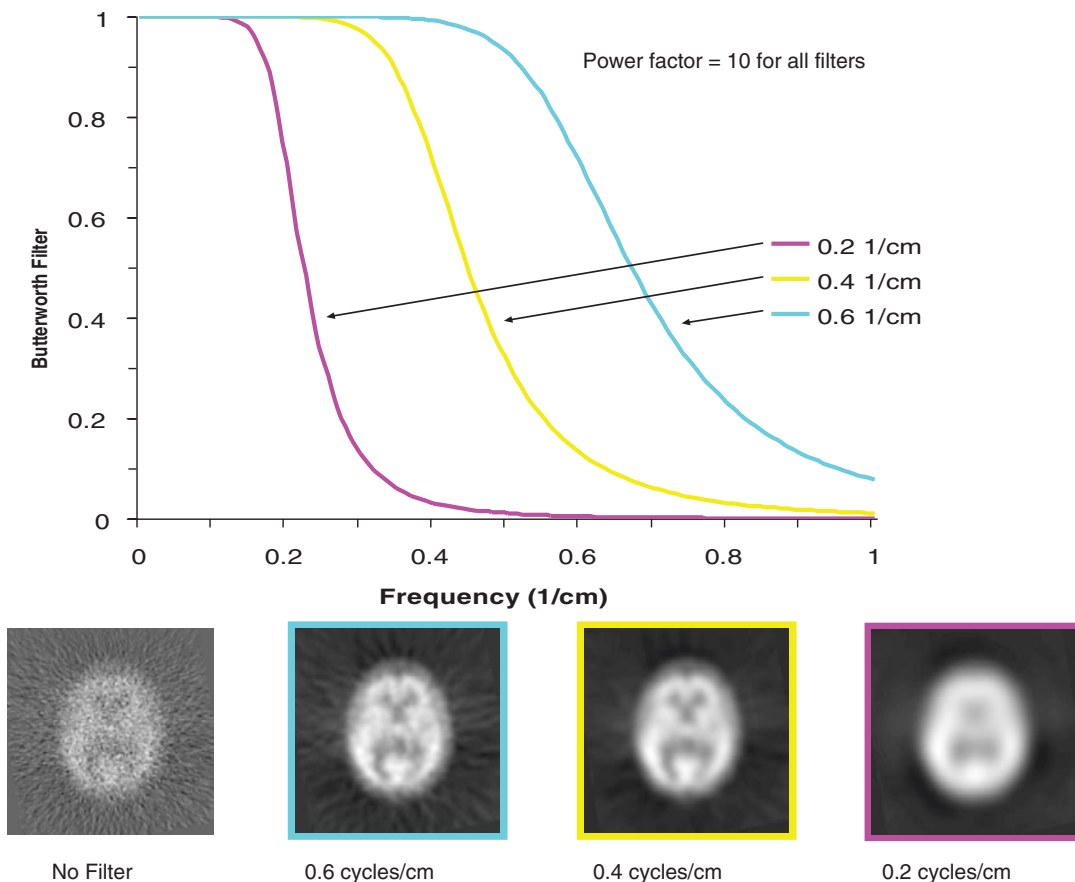 1
Power factor = 10 for all filters
0.8
0.6
0.2 1/cm
0.4 1/cm
0.4
0.6 1/cm
0.2
0
Butterworth Filter
0 0.2 0.4 0.6 0.8 1
Frequency (1/cm)
No Filter 0.6 cycles/cm 0.4 cycles/cm 0.2 cycles/cm